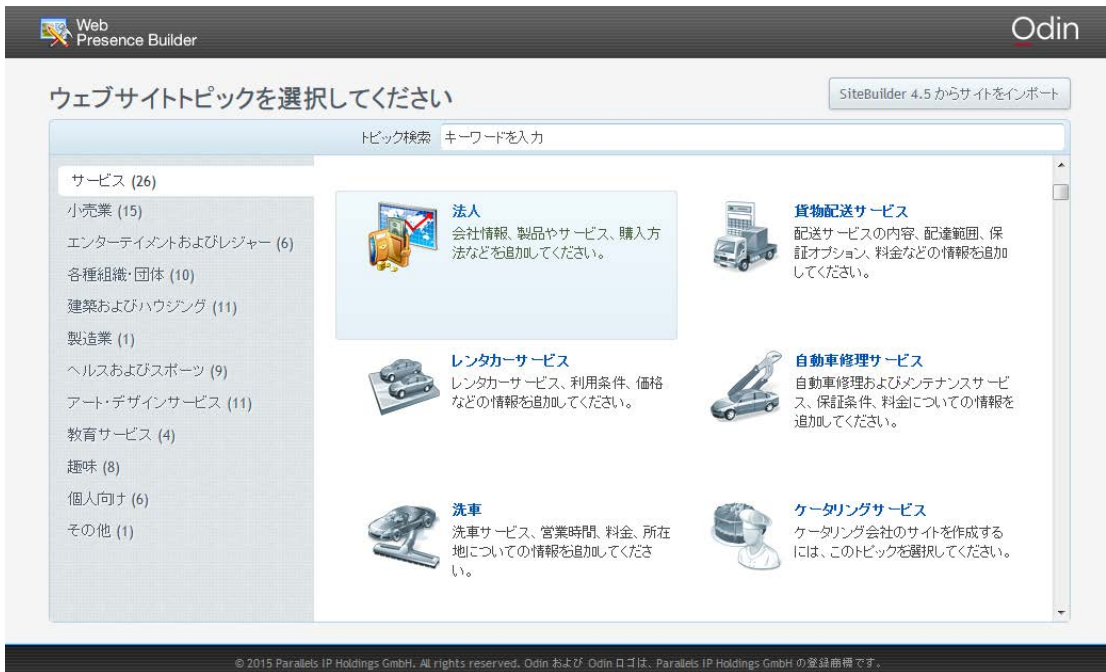 Web
Presence Builder
Odin
ウェブサイトトピックを選択してください
SiteBuilder 4.5 からサイトをインポート
トピック検索 キーワードを入力
サービス (26)
小売業 (15)
エンターテイメントおよびレジャー (6)
各種組織・団体 (10)
建築およびハウジング (11)
製造業 (1)
ヘルスおよびスポーツ (9)
アート・デザインサービス (11)
教育サービス (4)
趣味 (8)
個人向け (6)
その他 (1)
法人
会社情報、製品やサービス、購入方
法などを追加してください。
貨物配送サービス
配送サービスの内容、配達範囲、保
証オプション、料金などの情報を追加
してください。
レンタカーサービス
レンタカーサービス、利用条件、価格
などの情報を追加してください。
自動車修理サービス
自動車修理およびメンテナンスサービ
ス、保証条件、料金についての情報を
追加してください。
洗車
洗車サービス、営業時間、料金、所在
地についての情報を追加してくださ
い。
ケータリングサービス
ケータリング会社のサイトを作成する
には、このトピックを選択してください。
© 2015 Parallels IP Holdings GmbH. All rights reserved. Odin および Odin ロゴは、Parallels IP Holdings GmbH の登録商標です。